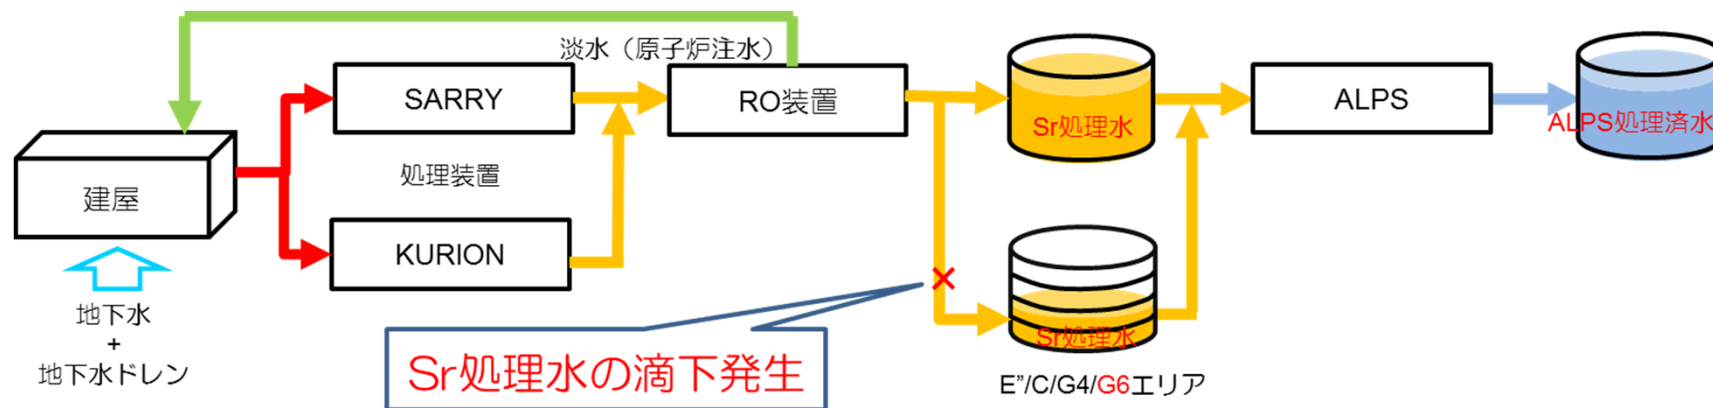 淡水（原子炉注水）
SARRY
RO装置
Sr処理水
ALPS
ALPS処理済水
処理装置
建屋
KURION
地下水
+
地下水ドレン
Sr処理水の滴下発生
Sr処理水
E”/C/G4/G6エリア